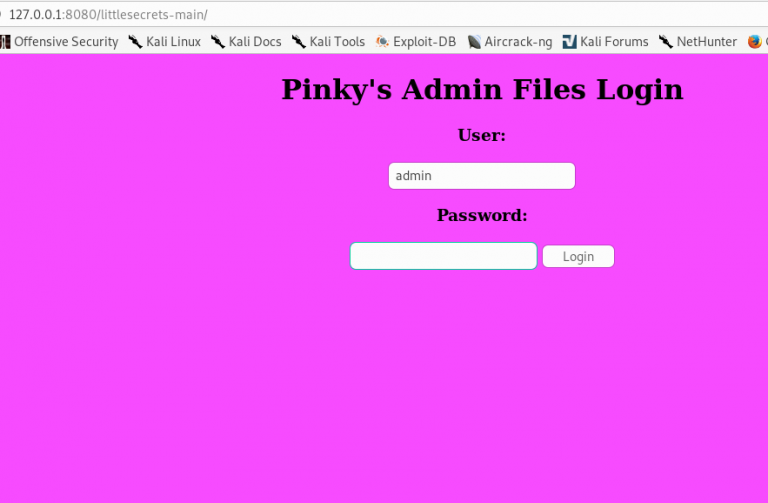 127.0.0.1:8080/littlesecrets-main/
Offensive Security Kali Linux Kali Docs Kali Tools Exploit-DB Aircrack-ng Kali Forums NetHunter
Pinky's Admin Files Login
User:
admin
Password:
Login